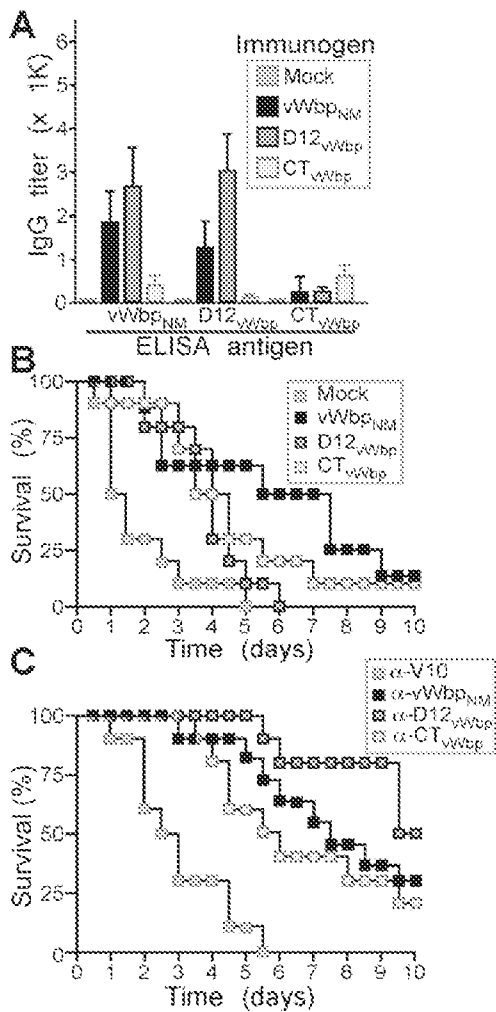 A
Immunogen
Mock
vWbpNM
D12vWbp
CTvWbp
IgG titer (x 1K)
6
5
4
3
2
1
0
vWbpNM D12vWbp CTvWbp
ELISA antigen
B
Mock
vWbpNM
D12vWbp
CTvWbp
Survival (%)
100
75
50
25
0
0 1 2 3 4 5 6 7 8 9 10
Time (days)
C
α-V10
α-vWbpNM
α-D12vWbp
α-CTvWbp
Survival (%)
100
75
50
25
0
0 1 2 3 4 5 6 7 8 9 10
Time (days)